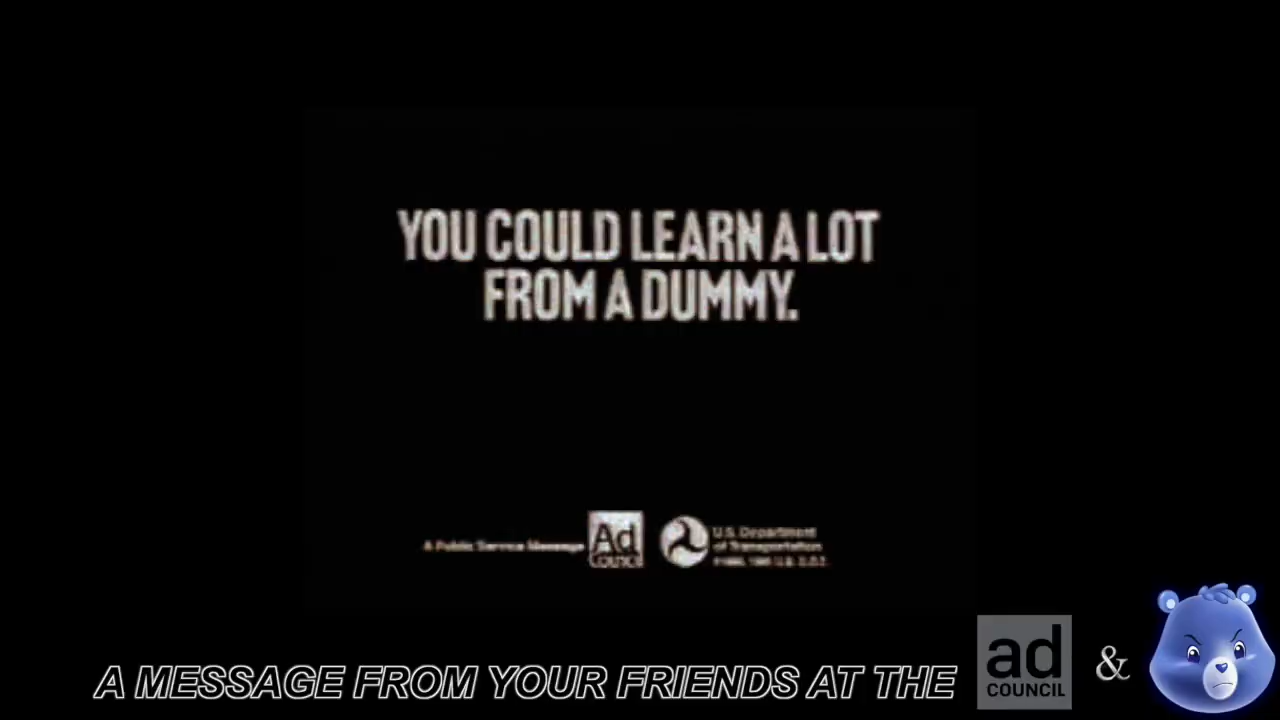 YOU COULD LEARN A LOT
FROM A DUMMY.
A Public Service Message
Ad
COUNCIL
U.S. Department
of Transportation
A MESSAGE FROM YOUR FRIENDS AT THE
ad
COUNCIL
&